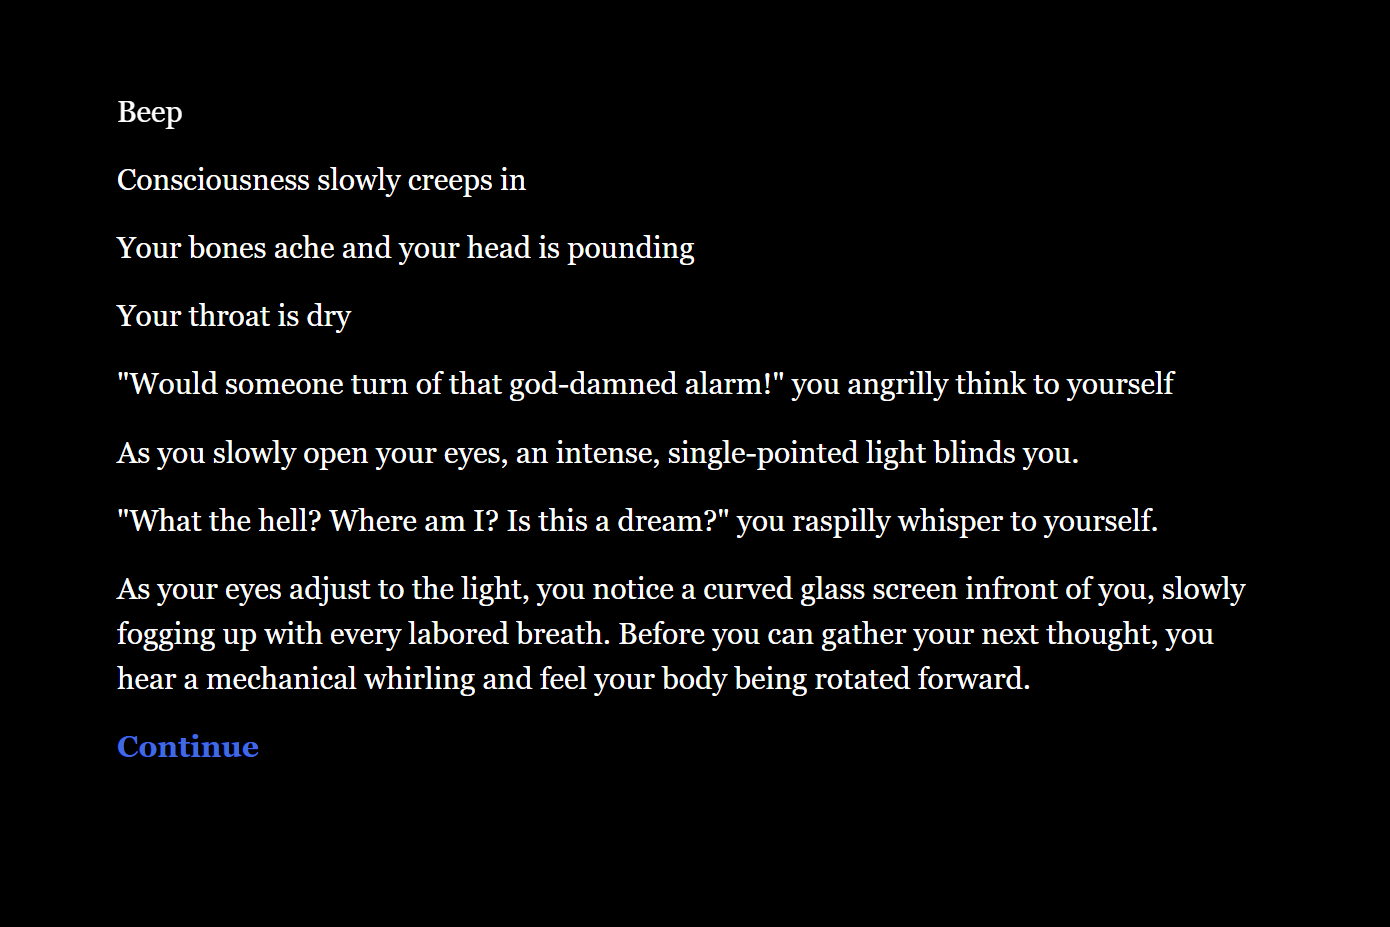 Beep
Consciousness slowly creeps in
Your bones ache and your head is pounding
Your throat is dry
"Would someone turn of that god-damned alarm!" you angrilly think to yourself
As you slowly open your eyes, an intense, single-pointed light blinds you.
"What the hell? Where am I? Is this a dream?" you raspilly whisper to yourself.
As your eyes adjust to the light, you notice a curved glass screen infront of you, slowly
fogging up with every labored breath. Before you can gather your next thought, you
hear a mechanical whirling and feel your body being rotated forward.
Continue